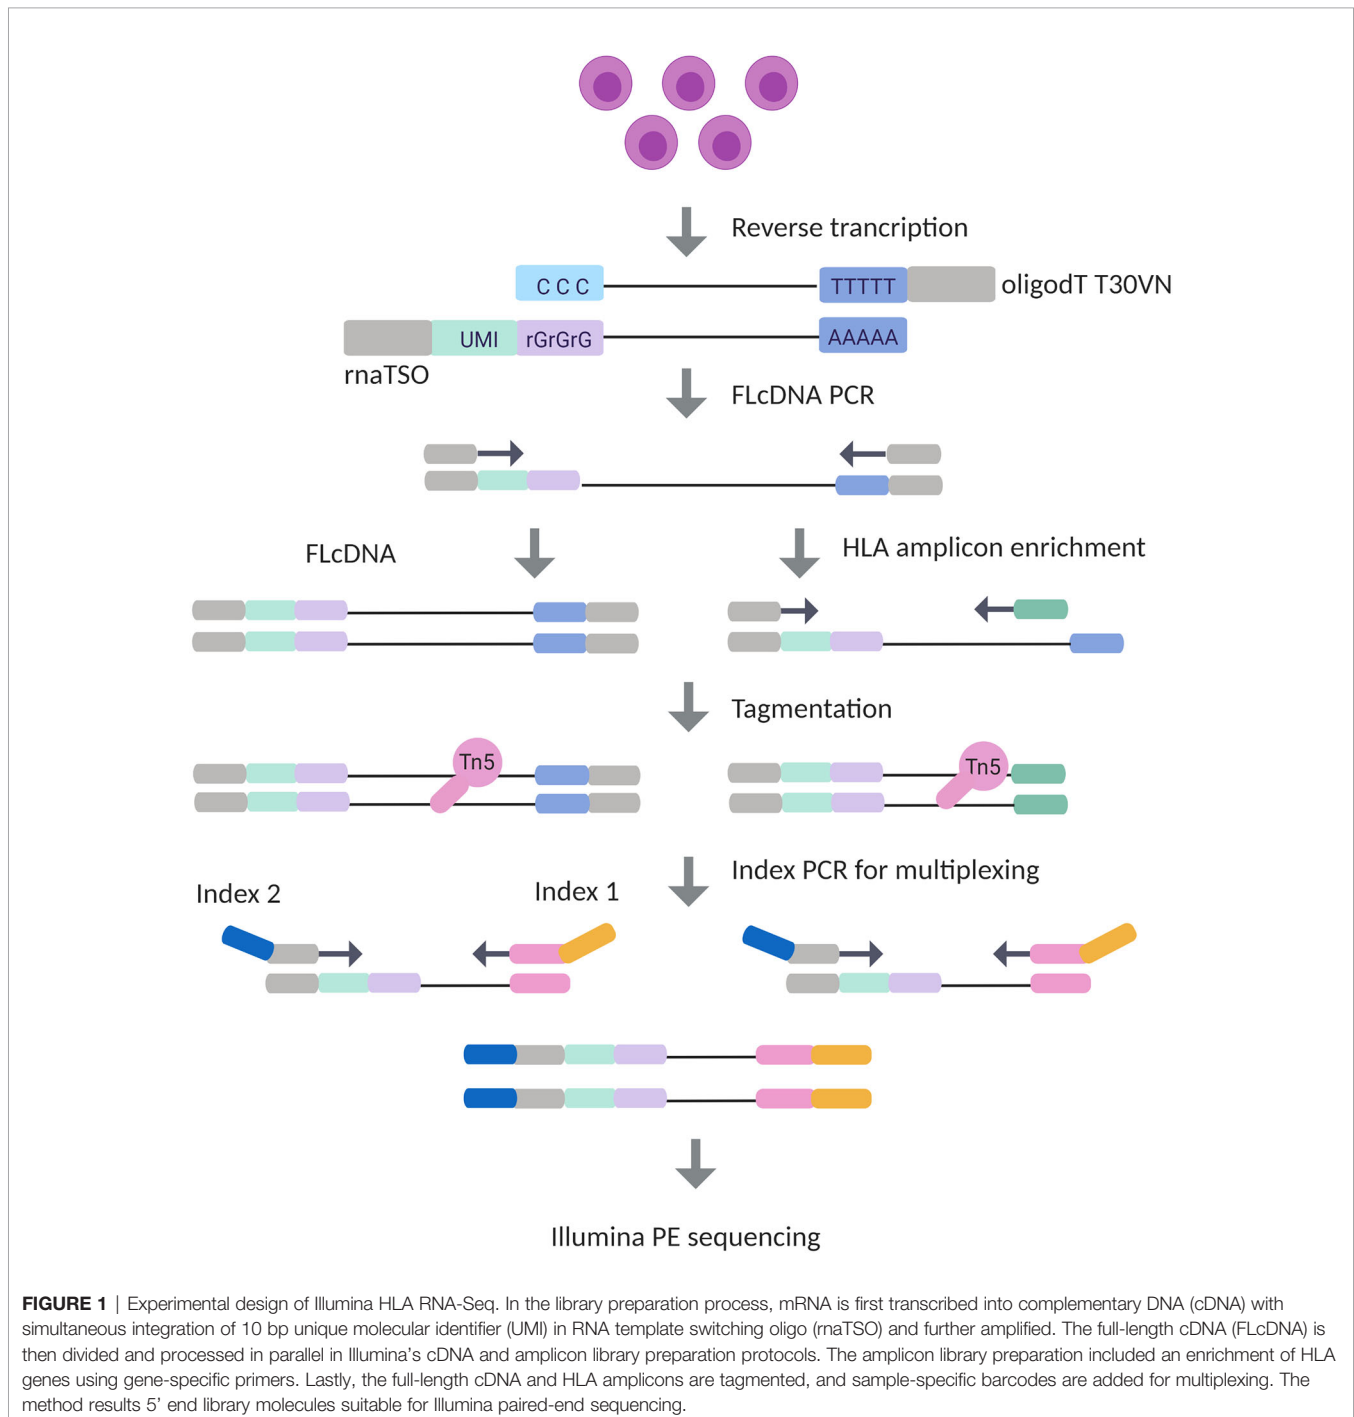 Reverse trancription
C C C
TTTTT
oligodT T30VN
UMI
rGrGrG
AAAAA
rnaTSO
FLcDNA PCR
FLcDNA
HLA amplicon enrichment
Tagmentation
Tn5
Tn5
Index PCR for multiplexing
Index 2
Index 1
Illumina PE sequencing
FIGURE 1 | Experimental design of Illumina HLA RNA-Seq. In the library preparation process, mRNA is first transcribed into complementary DNA (cDNA) with
simultaneous integration of 10 bp unique molecular identifier (UMI) in RNA template switching oligo (rnaTSO) and further amplified. The full-length cDNA (FLcDNA) is
then divided and processed in parallel in Illumina's cDNA and amplicon library preparation protocols. The amplicon library preparation included an enrichment of HLA
genes using gene-specific primers. Lastly, the full-length cDNA and HLA amplicons are tagmented, and sample-specific barcodes are added for multiplexing. The
method results 5' end library molecules suitable for Illumina paired-end sequencing.